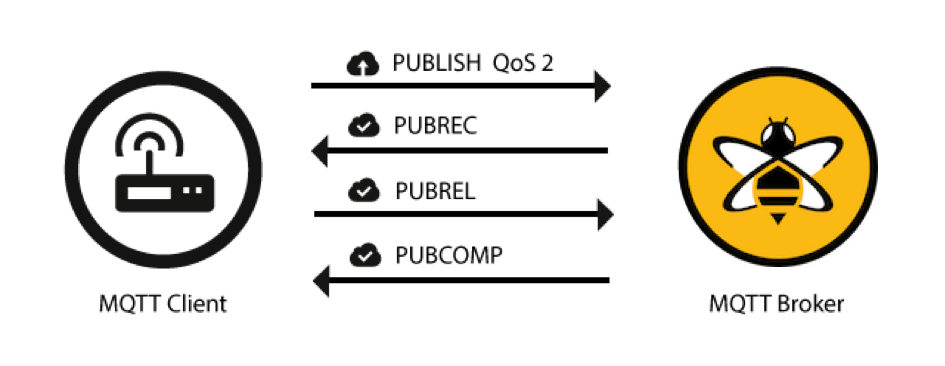 PUBLISH QoS 2
PUBREC
PUBREL
PUBCOMP
MQTT Client
MQTT Broker